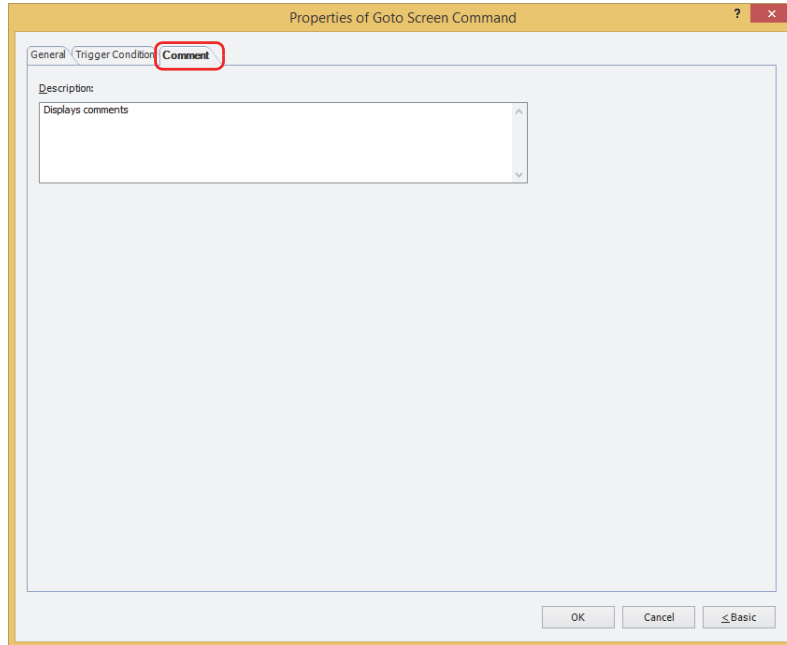 Properties of Goto Screen Command
? ×
General Trigger Condition Comment
Description:
Displays comments
OK Cancel < Basic